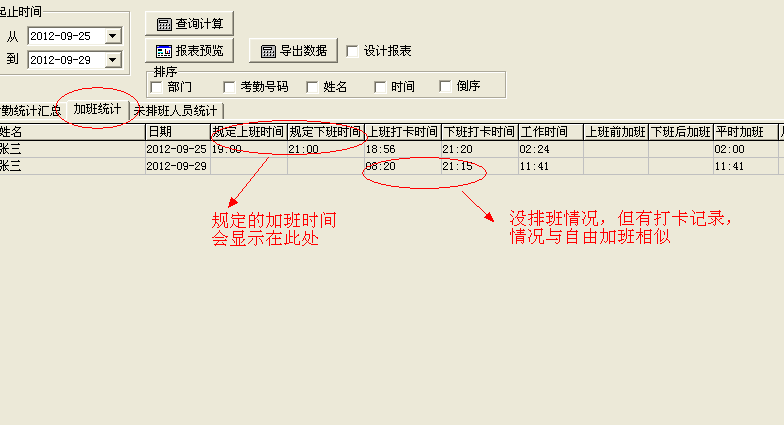 起止时间
从 2012-09-25
到 2012-09-29
查询计算
报表预览
导出数据
设计报表
排序
部门 考勤号码 姓名 时间 倒序
勤统计汇总 加班统计 未排班人员统计
姓名 日期 规定上班时间 规定下班时间 上班打卡时间 下班打卡时间 工作时间 上班前加班 下班后加班 平时加班
张三 2012-09-25 19:00 21:00 18:56 21:20 02:24 02:00
张三 2012-09-29 08:20 21:15 11:41 11:41
规定的加班时间
会显示在此处
没排班情况，但有打卡记录，
情况与自由加班相似